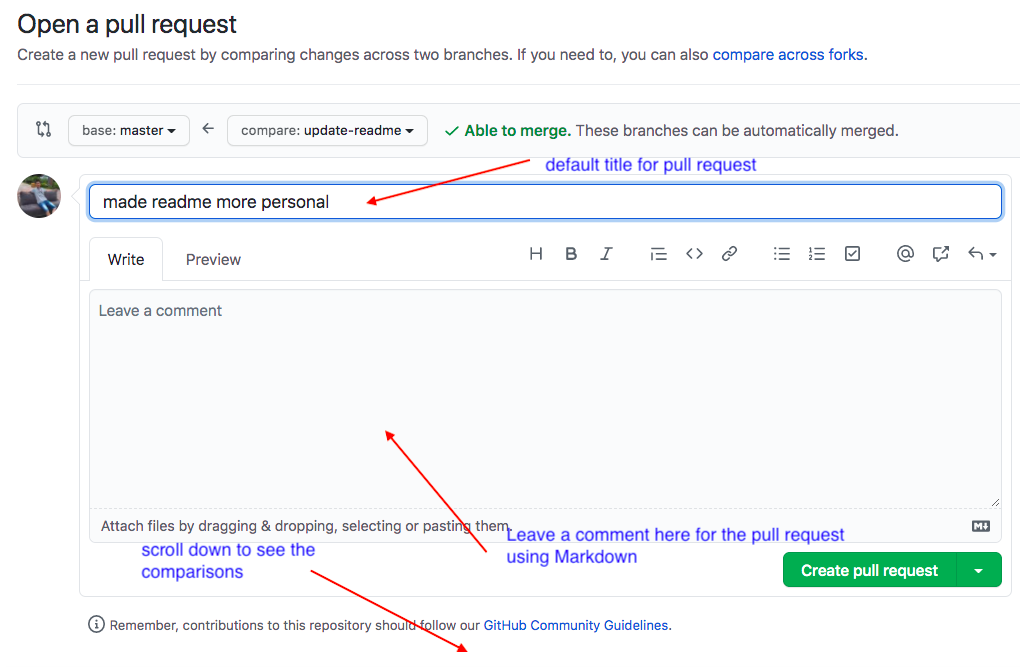 Open a pull request
Create a new pull request by comparing changes across two branches. If you need to, you can also compare across forks.
base: master
compare: update-readme
Able to merge. These branches can be automatically merged.
default title for pull request
made readme more personal
Write
Preview
Leave a comment
Attach files by dragging & dropping, selecting or pasting them.
Leave a comment here for the pull request
using Markdown
scroll down to see the
comparisons
Create pull request
Remember, contributions to this repository should follow our GitHub Community Guidelines.